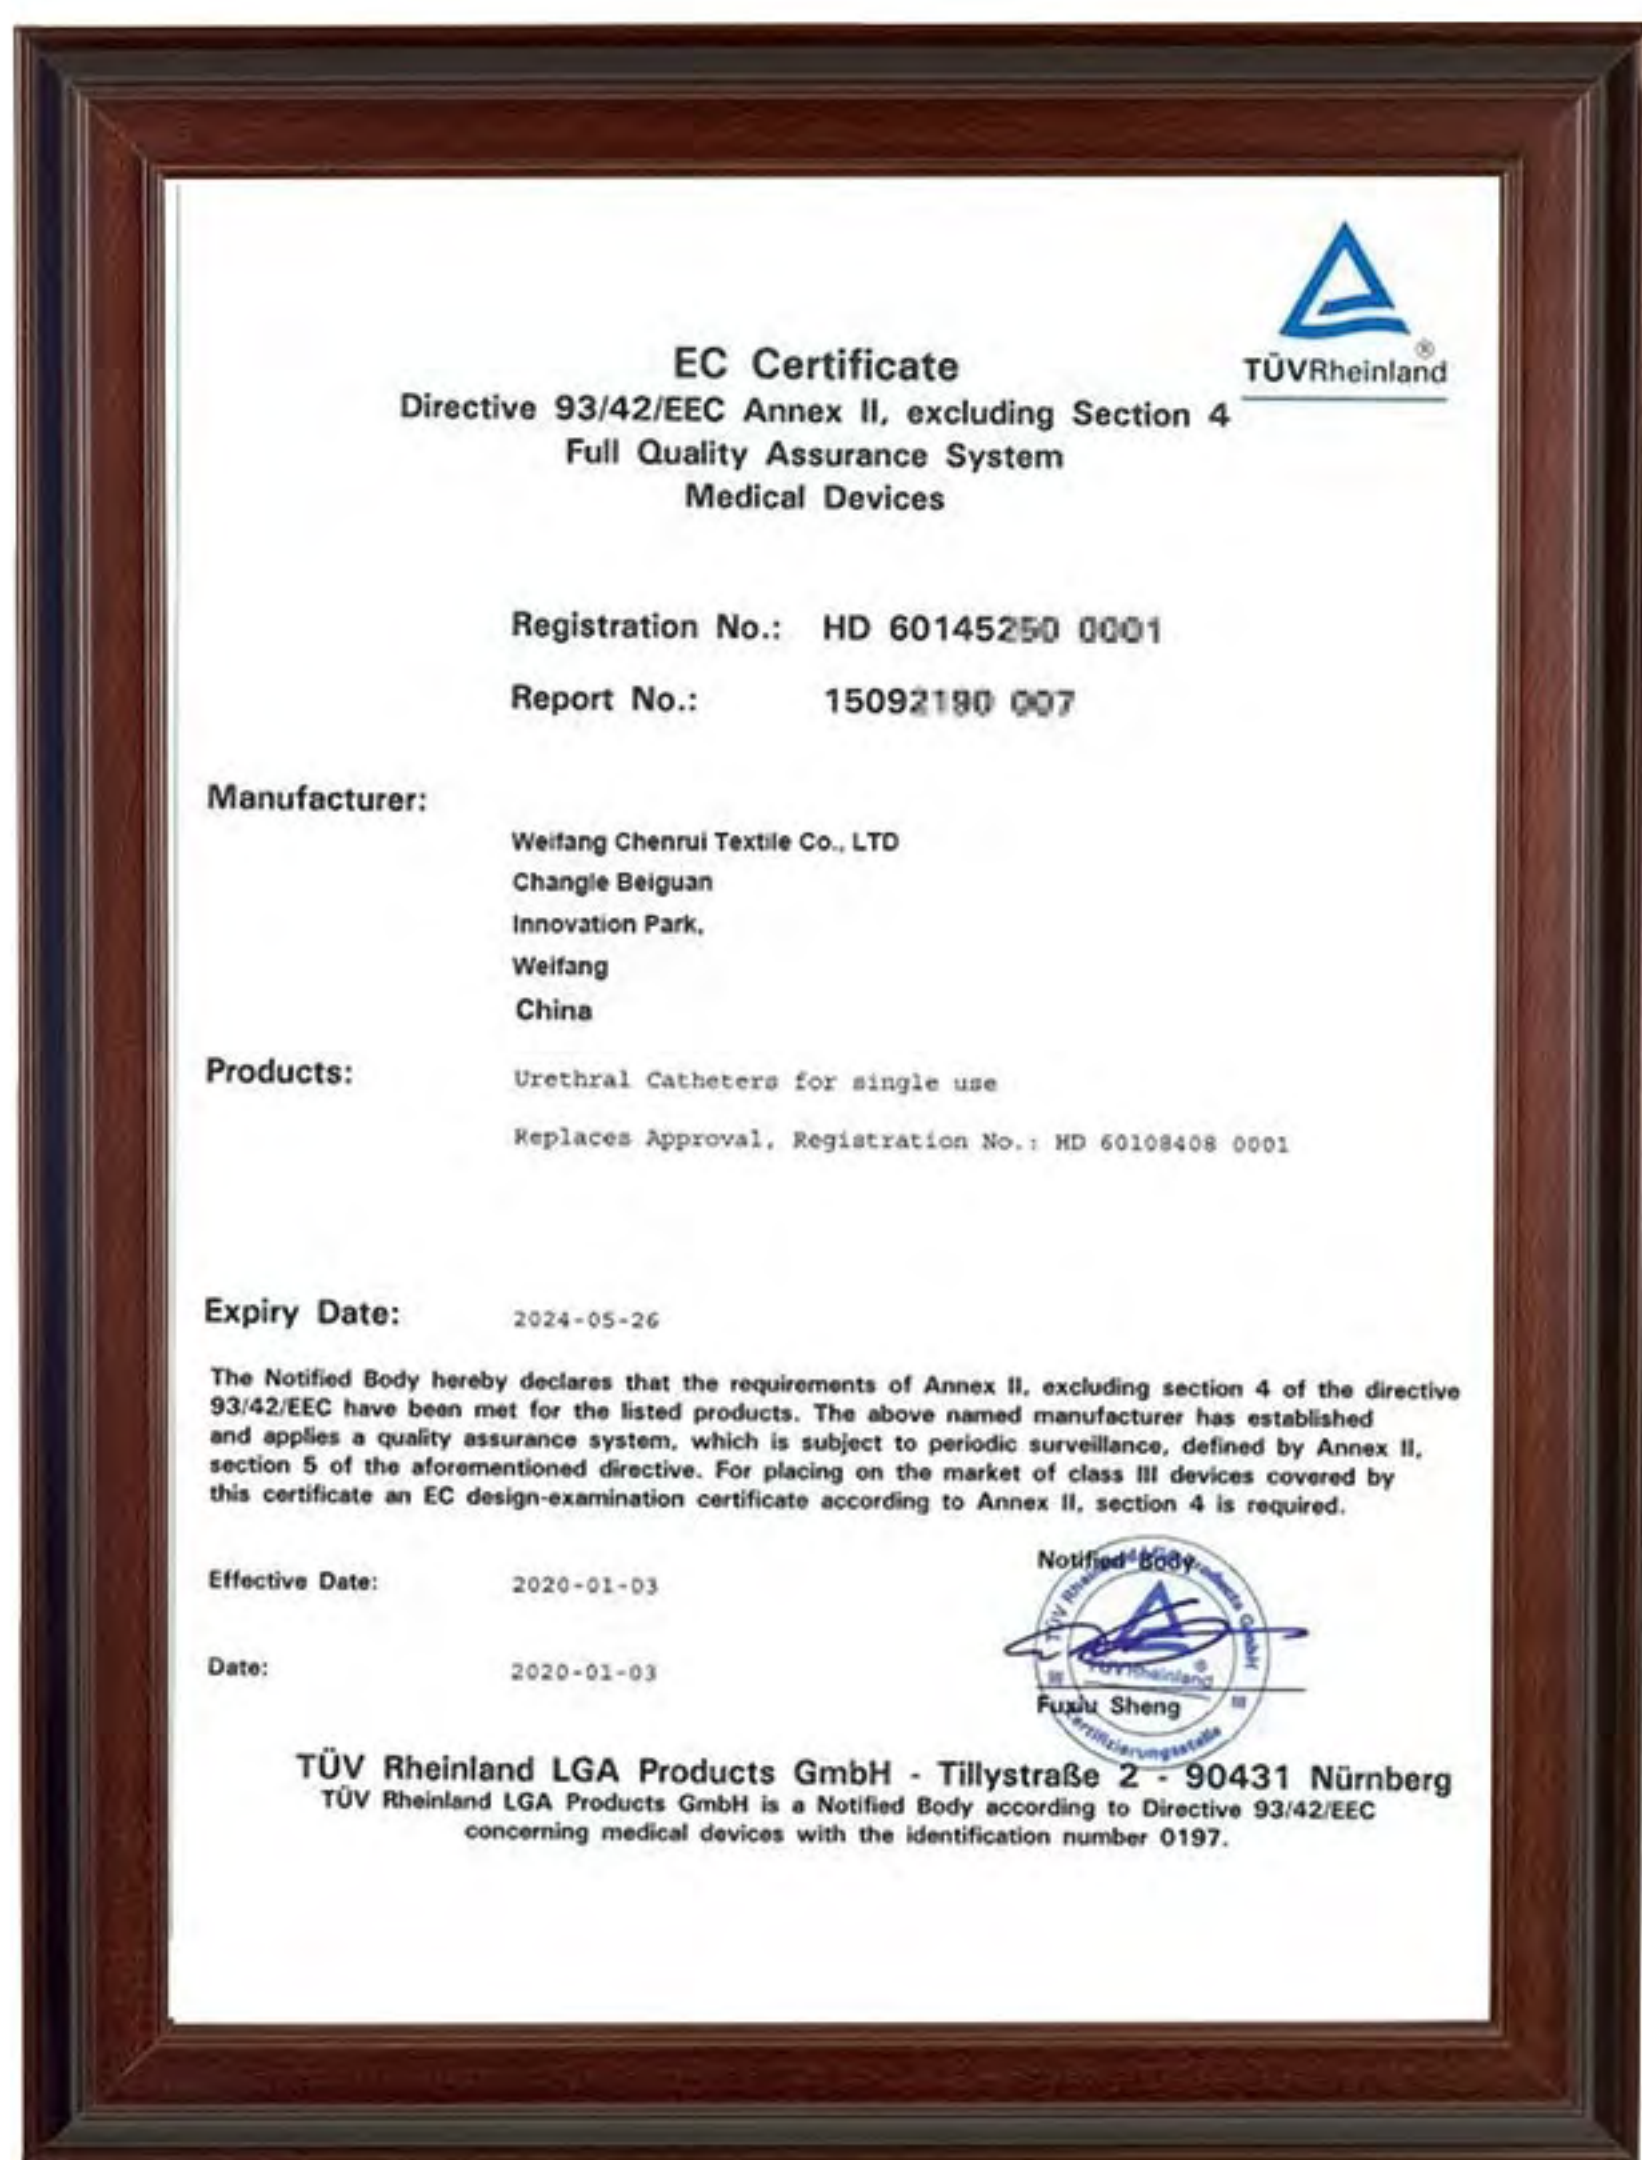 TÜVRheinland®
EC Certificate
Directive 93/42/EEC Annex II, excluding Section 4
Full Quality Assurance System
Medical Devices
Registration No.: HD 60145250 0001
Report No.: 15092190 007
Manufacturer:
Weifang Chenrui Textile Co., LTD
Changle Beiguan
Innovation Park,
Weifang
China
Products: Urethral Catheters for single use
Replaces Approval, Registration No.: HD 60108408 0001
Expiry Date: 2024-05-26
The Notified Body hereby declares that the requirements of Annex II, excluding section 4 of the directive
93/42/EEC have been met for the listed products. The above named manufacturer has established
and applies a quality assurance system, which is subject to periodic surveillance, defined by Annex II,
section 5 of the aforementioned directive. For placing on the market of class III devices covered by
this certificate an EC design-examination certificate according to Annex II, section 4 is required.
Notified Body
Effective Date: 2020-01-03
TÜV Rheinland LGA Products GmbH
TÜVRheinland®
Zertifizierungsstelle
Date: 2020-01-03
Fuxiu Sheng
TÜV Rheinland LGA Products GmbH - Tillystraße 2 - 90431 Nürnberg
TÜV Rheinland LGA Products GmbH is a Notified Body according to Directive 93/42/EEC
concerning medical devices with the identification number 0197.